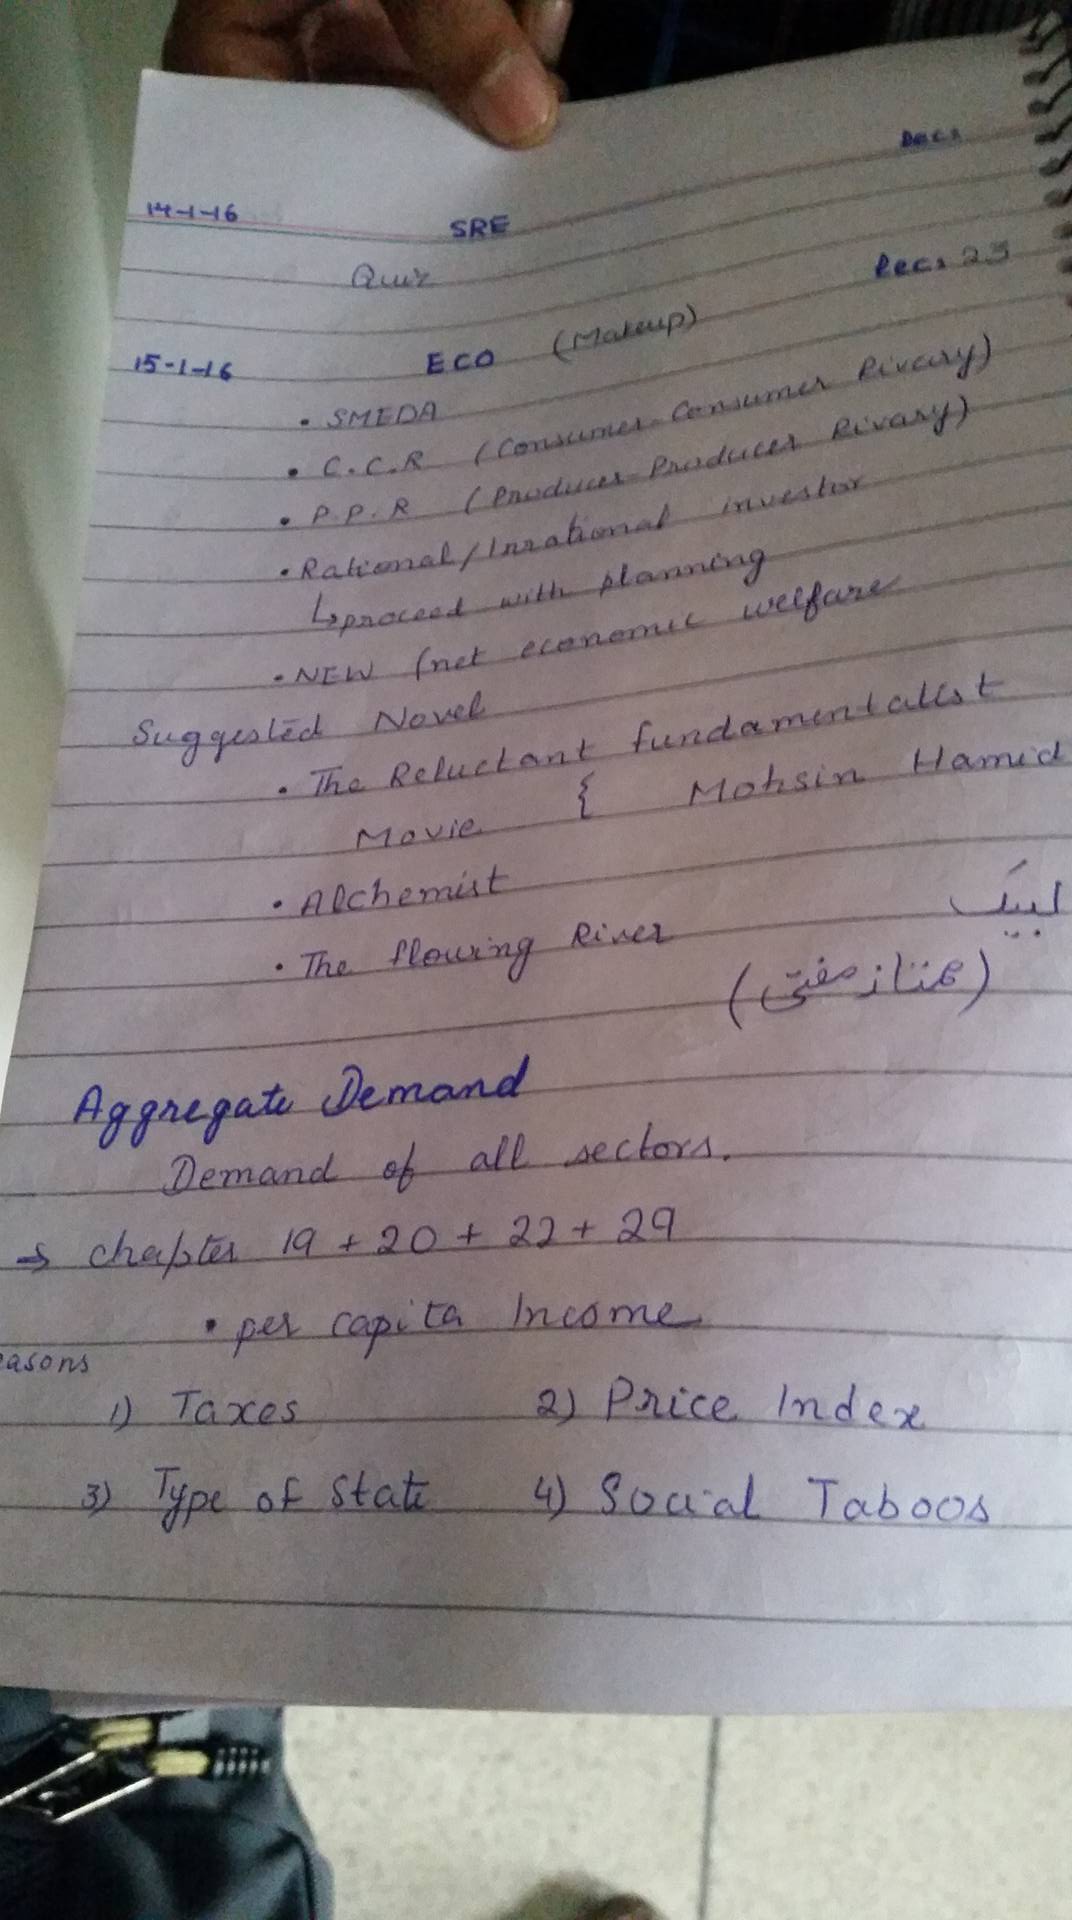 14-1-16 SRE
Quiz
15-1-16 ECO (Makeup) Lec: 23
• SMEDA
• C.C.R (Consumer-Consumer Rivary)
• P.P.R (Producer-Producer Rivary)
• Rational/Inrational investor
↳proceed with planning
• NEW (net economic welfare
Suggested Novel
• The Reluctant fundamentalist
Movie { Mohsin Hamid
• Alchemist
• The flowing River لبیک
(ممتاز مفتی)
Aggregate Demand
Demand of all sectors.
→ chapter 19 + 20 + 22 + 29
• per capita Income
easons
1) Taxes 2) Price Index
3) Type of State 4) Social Taboos